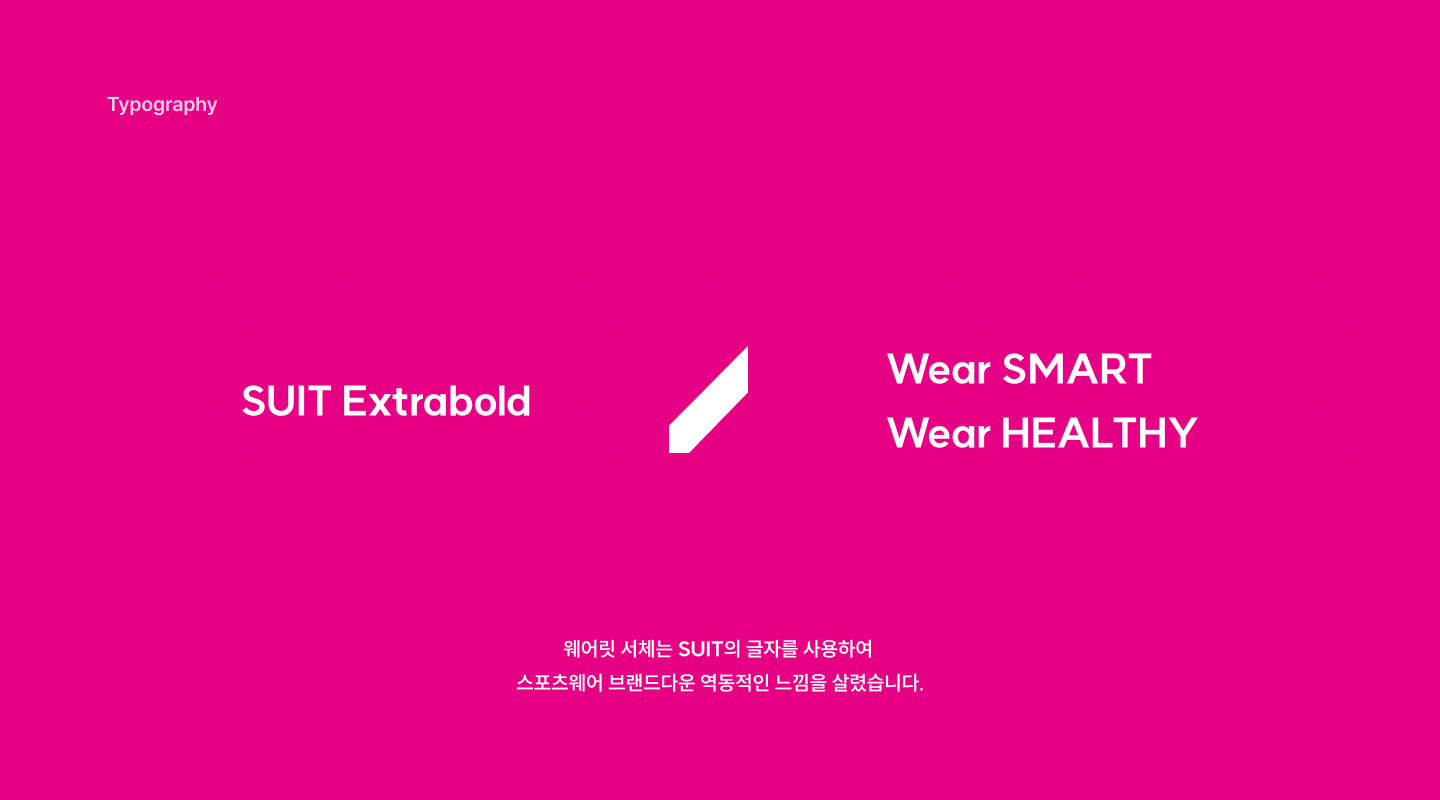 Typography
SUIT Extrabold
Wear SMART
Wear HEALTHY
웨어릿 서체는 SUIT의 글자를 사용하여
스포츠웨어 브랜드다운 역동적인 느낌을 살렸습니다.